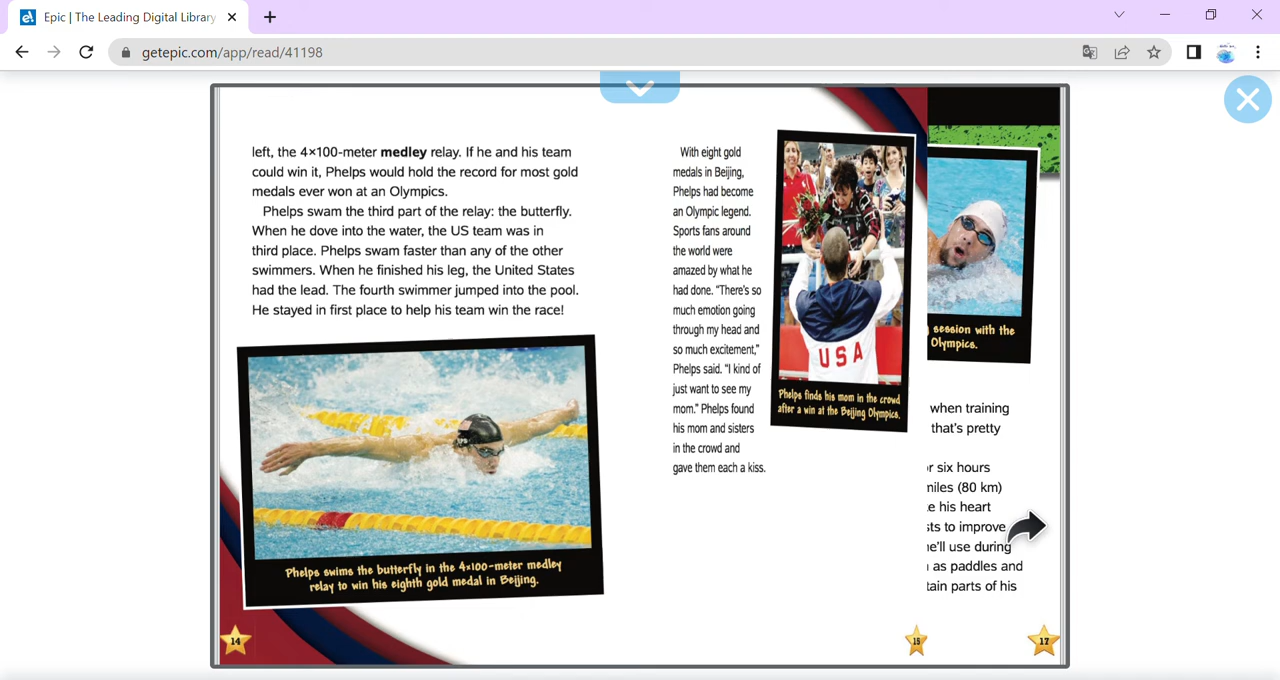 Epic | The Leading Digital Library
getepic.com/app/read/41198
left, the 4×100-meter medley relay. If he and his team
could win it, Phelps would hold the record for most gold
medals ever won at an Olympics.
Phelps swam the third part of the relay: the butterfly.
When he dove into the water, the US team was in
third place. Phelps swam faster than any of the other
swimmers. When he finished his leg, the United States
had the lead. The fourth swimmer jumped into the pool.
He stayed in first place to help his team win the race!
Phelps swims the butterfly in the 4x100-meter medley
relay to win his eighth gold medal in Beijing.
14
With eight gold
medals in Beijing,
Phelps had become
an Olympic legend.
Sports fans around
the world were
amazed by what he
had done. “There’s so
much emotion going
through my head and
so much excitement,”
Phelps said. “I kind of
just want to see my
mom.” Phelps found
his mom and sisters
in the crowd and
gave them each a kiss.
USA
Phelps finds his mom in the crowd
after a win at the Beijing Olympics.
15
session with the
Olympics.
when training
that's pretty
six hours
miles (80 km)
his heart
to improve
he'll use during
as paddles and
parts of his
17